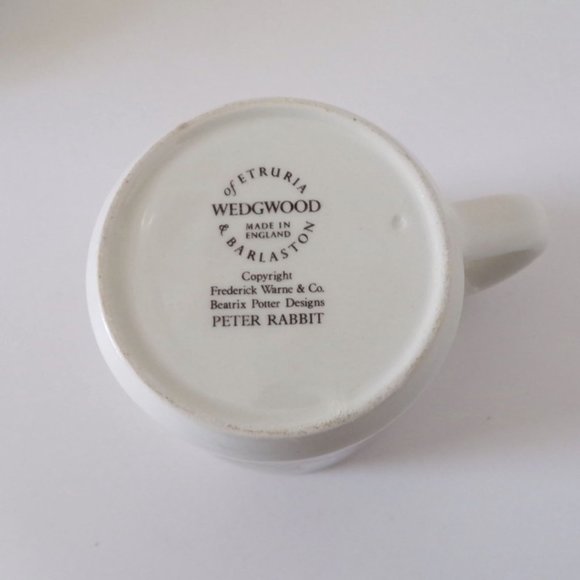 of ETRURIA
WEDGWOOD
MADE IN
ENGLAND
& BARLASTON
Copyright
Frederick Warne & Co.
Beatrix Potter Designs
PETER RABBIT